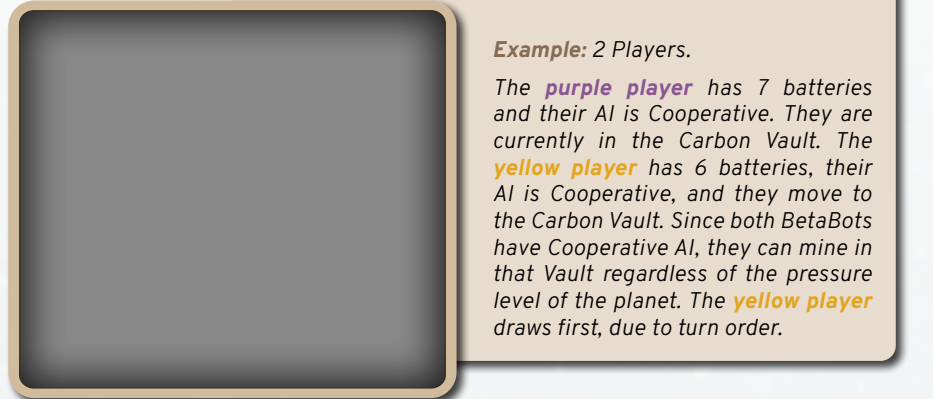 Example: 2 Players.
The purple player has 7 batteries
and their AI is Cooperative. They are
currently in the Carbon Vault. The
yellow player has 6 batteries, their
AI is Cooperative, and they move to
the Carbon Vault. Since both BetaBots
have Cooperative AI, they can mine in
that Vault regardless of the pressure
level of the planet. The yellow player
draws first, due to turn order.